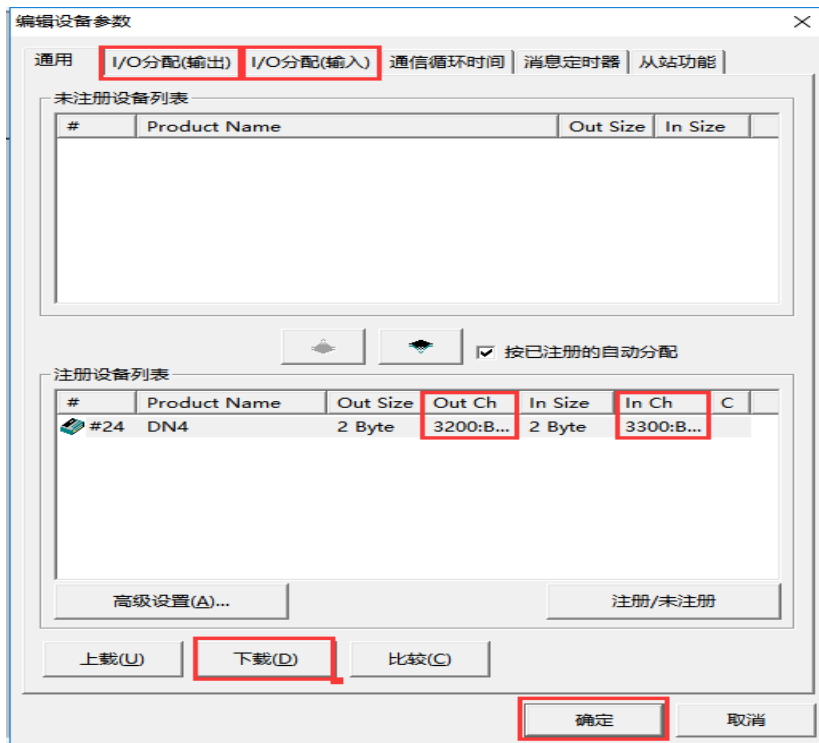 编辑设备参数
通用 I/O分配(输出) I/O分配(输入) 通信循环时间 消息定时器 从站功能
未注册设备列表
# Product Name Out Size In Size
按已注册的自动分配
注册设备列表
# Product Name Out Size Out Ch In Size In Ch C
#24 DN4 2 Byte 3200:B... 2 Byte 3300:B...
高级设置(A)... 注册/未注册
上载(U) 下载(D) 比较(C)
确定 取消